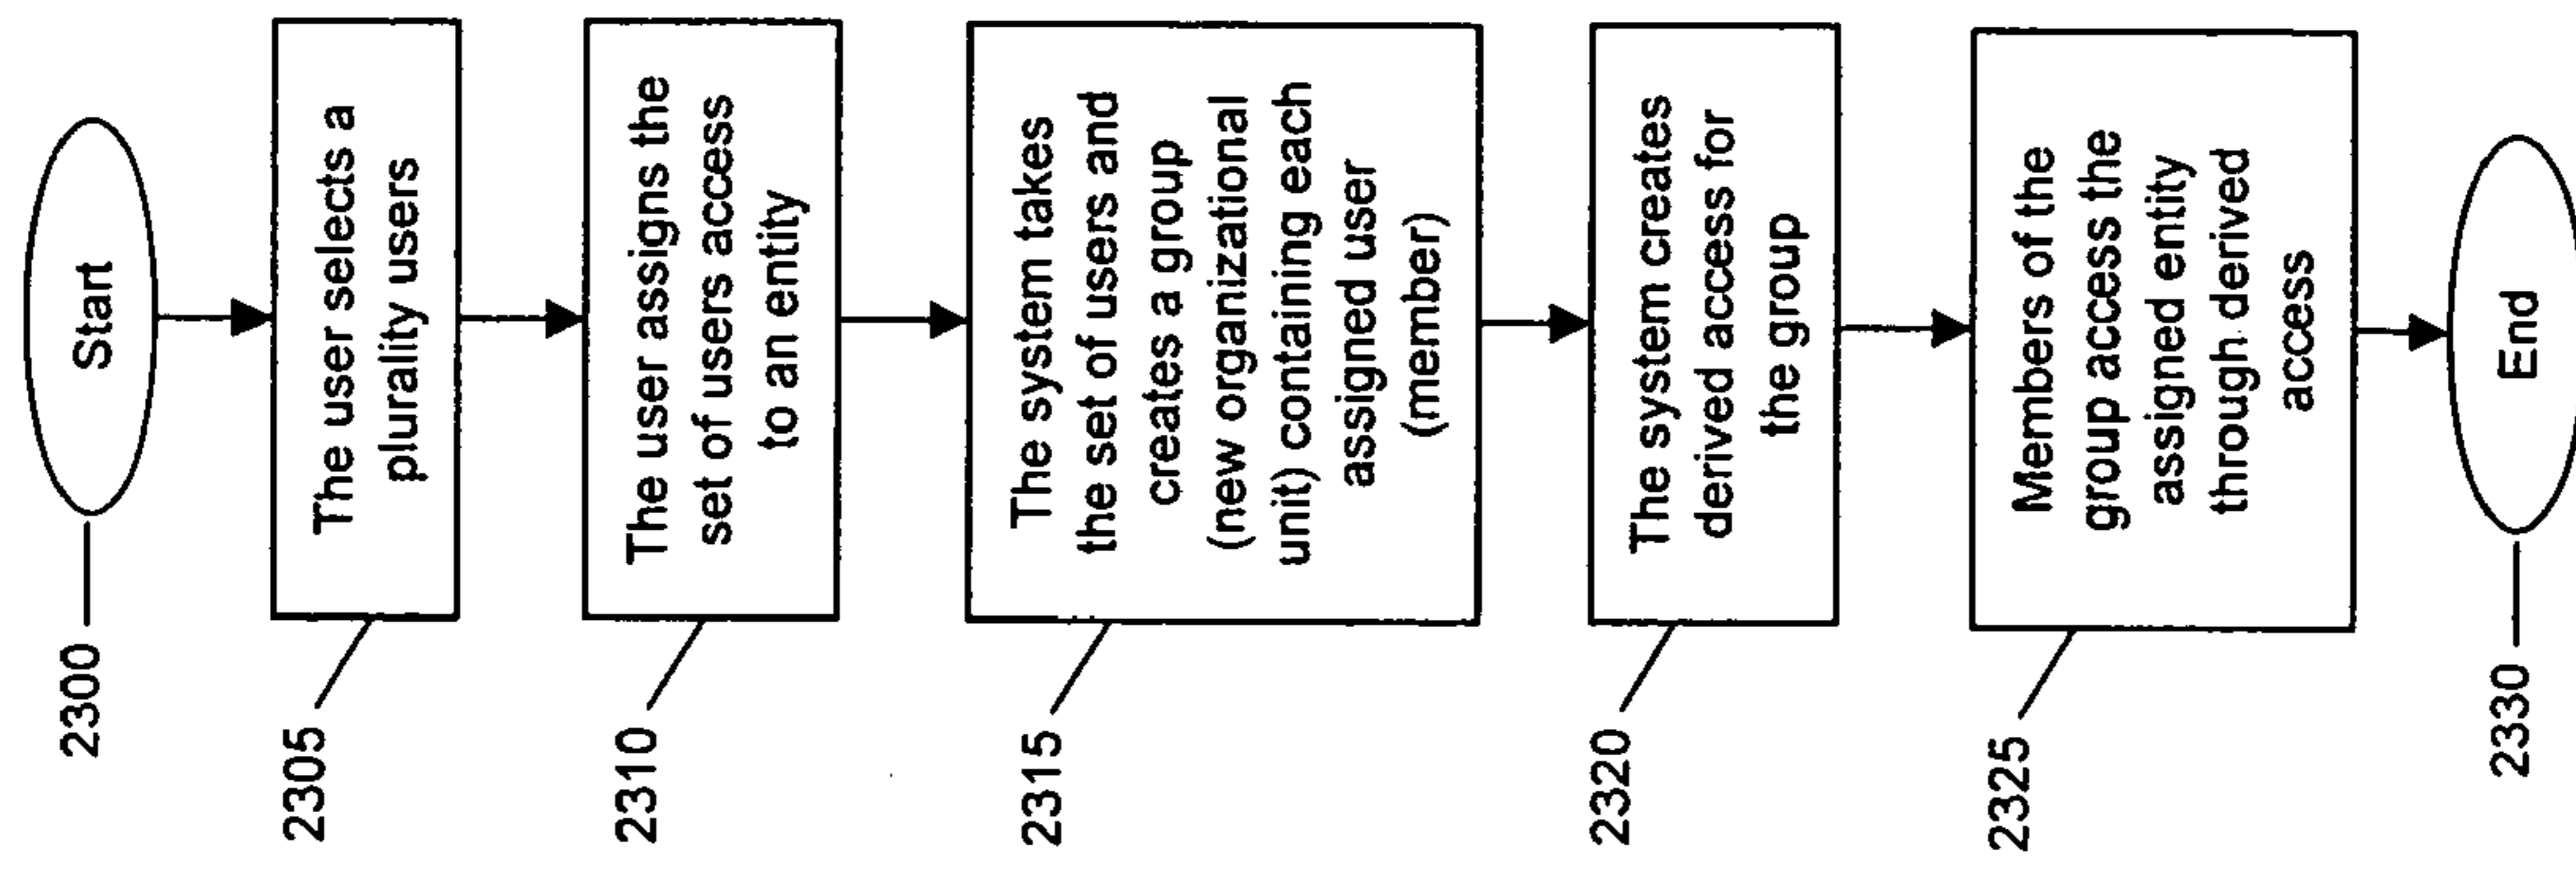 Start
2300
The user selects a
plurality users
2305
The user assigns the
set of users access
to an entity
2310
The system takes
the set of users and
creates a group
(new organizational
unit) containing each
assigned user
(member)
2315
The system creates
derived access for
the group
2320
Members of the
group access the
assigned entity
through derived
access
2325
End
2330